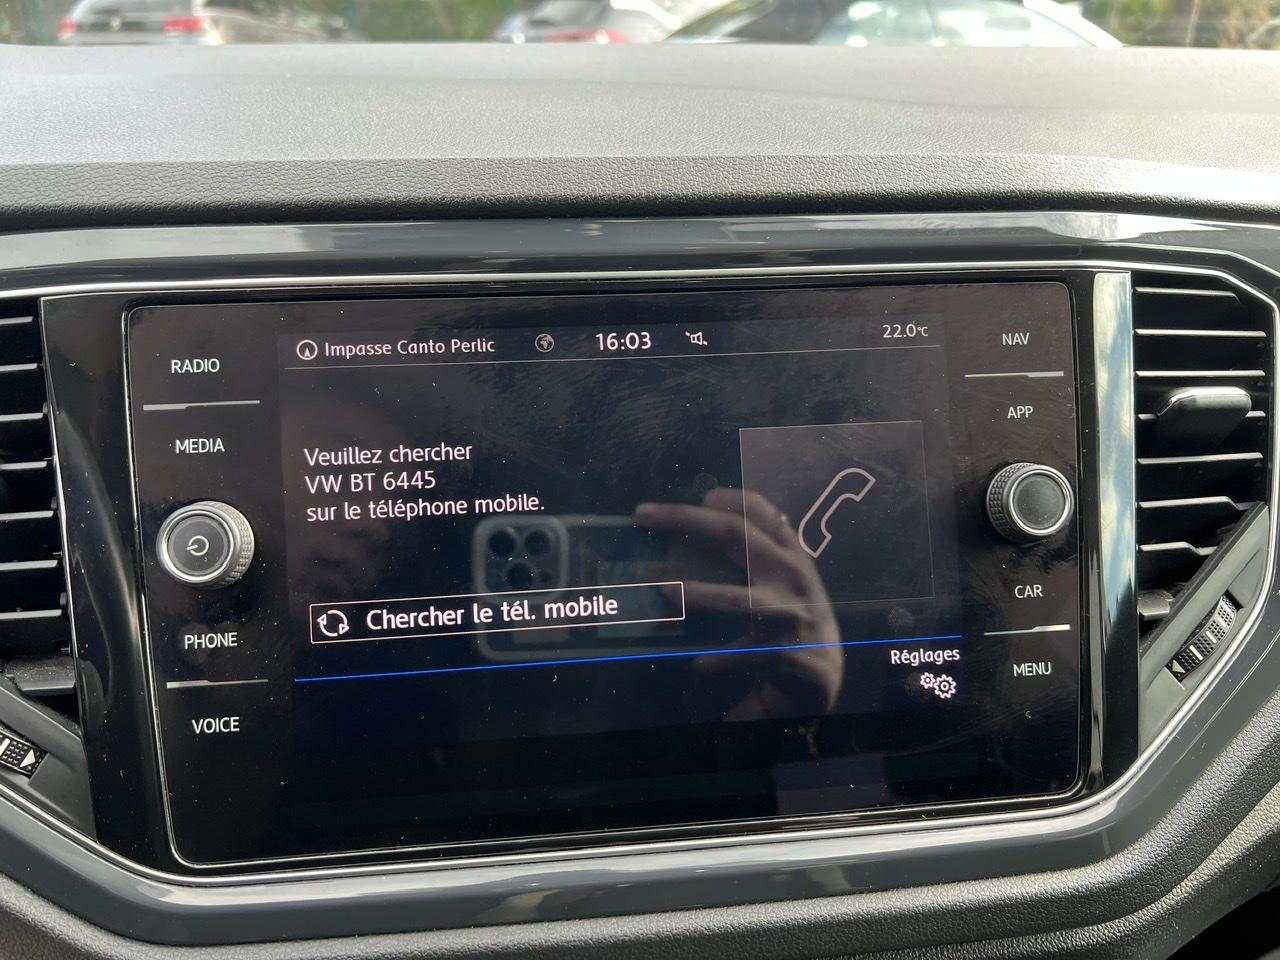 Impasse Canto Perlic
16:03
22.0°C
RADIO
MEDIA
PHONE
VOICE
Veuillez chercher
VW BT 6445
sur le téléphone mobile.
Chercher le tél. mobile
Réglages
NAV
APP
CAR
MENU